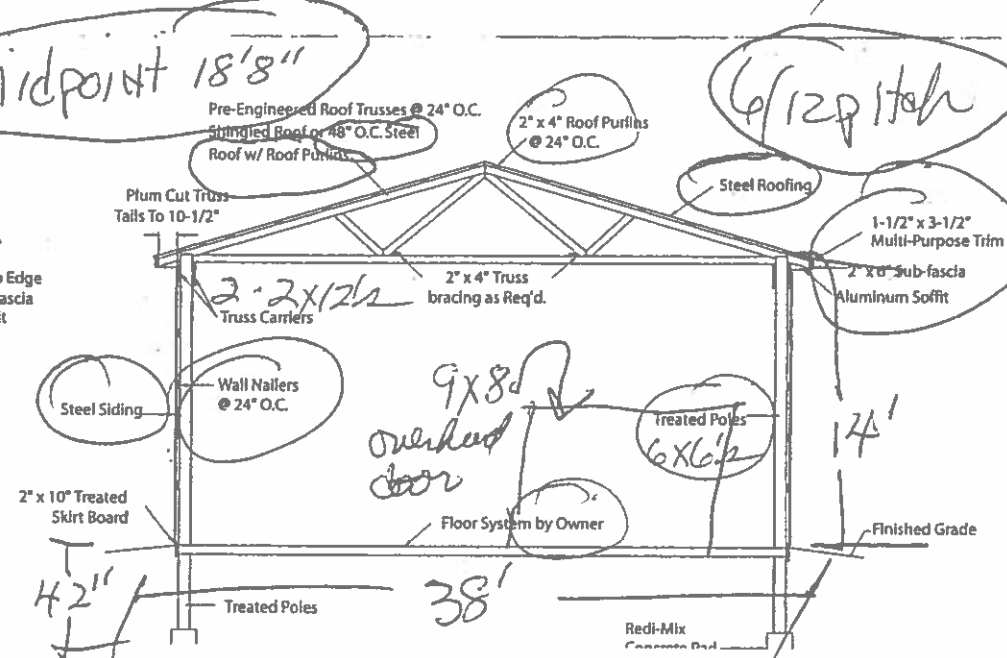 idpoint 18'8"
6/12 pitch
Pre-Engineered Roof Trusses @ 24" O.C.
Shingled Roof or 48" O.C. Steel
Roof w/ Roof Purlins
2" x 4" Roof Purlins
@ 24" O.C.
Steel Roofing
Plum Cut Truss
Tails To 10-1/2"
1-1/2" x 3-1/2"
Multi-Purpose Trim
2" x 6" Sub-fascia
Aluminum Soffit
Edge
ascia
2" x 4" Truss
bracing as Req'd.
2 - 2x12's
Truss Carriers
Wall Nailers
@ 24" O.C.
Steel Siding
9x8
overhead
door
Treated Poles
6x6's
14'
2" x 10" Treated
Skirt Board
Floor System by Owner
Finished Grade
42"
38'
Treated Poles
Redi-Mix
Concrete Pad